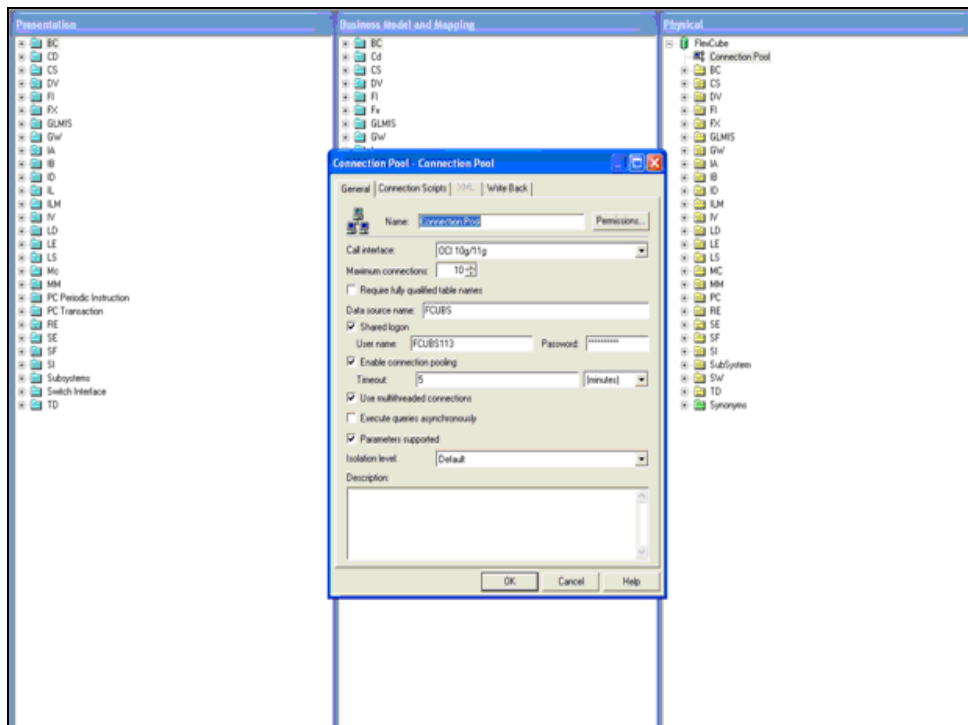 Presentation
BC
CD
CS
DV
FI
FX
GLMIS
GW
IA
IB
ID
IL
ILM
IV
LD
LE
LS
Mc
MM
PC Periodic Instruction
PC Transaction
RE
SE
SF
SI
Subsystems
Switch Interface
TD
Business Model and Mapping
BC
Cd
CS
DV
FI
Fx
GLMIS
GW
Physical
FlexCube
Connection Pool
BC
CS
DV
FI
FX
GLMIS
GW
IA
IB
ID
ILM
IV
LD
LE
LS
MC
MM
PC
RE
SE
SF
SI
SubSystem
SW
TD
Synonyms
Connection Pool - Connection Pool
General Connection Scripts XML Write Back
Name: Connection Pool Permissions...
Call interface: OCI 10g/11g
Maximum connections: 10
Require fully qualified table names
Data source name: FCUBS
Shared logon
User name: FCUBS113 Password: **********
Enable connection pooling
Timeout: 5 (minutes)
Use multithreaded connections
Execute queries asynchronously
Parameters supported
Isolation level: Default
Description:
OK Cancel Help